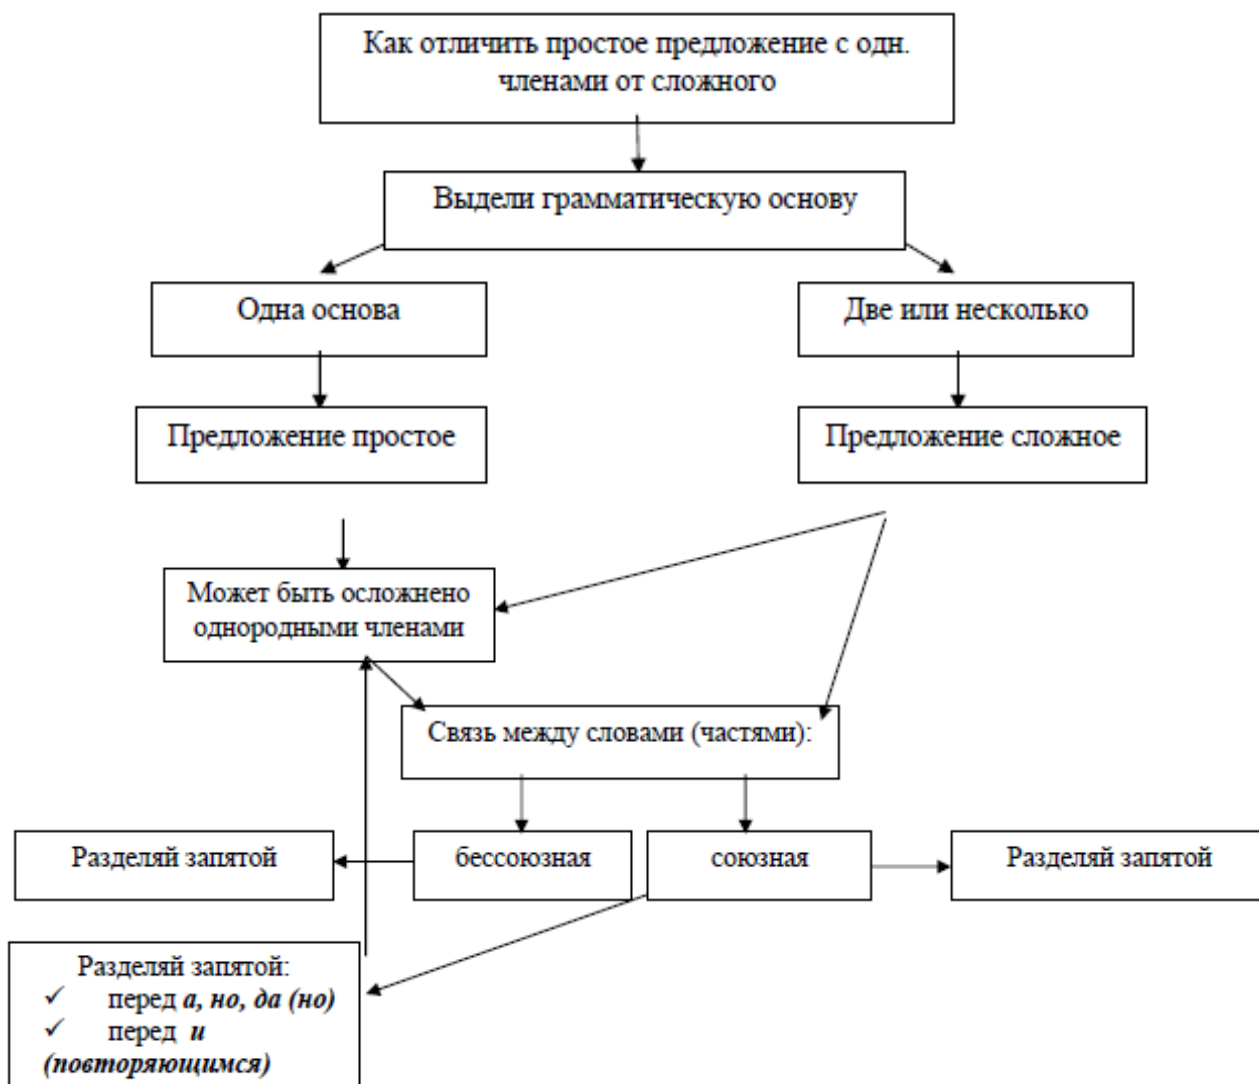 Как отличить простое предложение с одн.
членами от сложного
Выдели грамматическую основу
Одна основа
Две или несколько
Предложение простое
Предложение сложное
Может быть осложнено
однородными членами
Связь между словами (частями):
Разделяй запятой
бессоюзная
союзная
Разделяй запятой
Разделяй запятой:
✓ перед а, но, да (но)
✓ перед и
(повторяющимся)